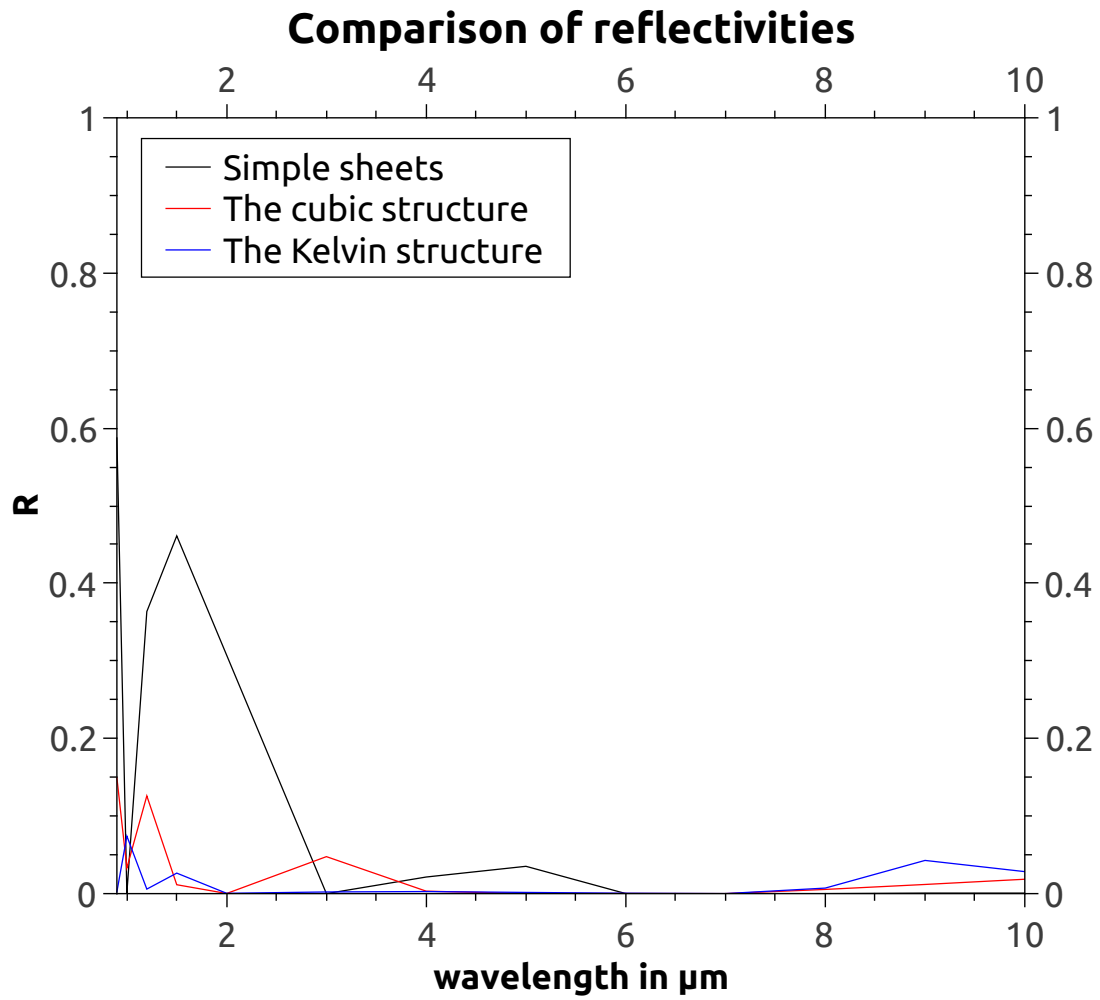 Comparison of reflectivities
2 4 6 8 10
1 1
Simple sheets
The cubic structure
The Kelvin structure
0.8 0.8
0.6 0.6
R
0.4 0.4
0.2 0.2
0 0
2 4 6 8 10
wavelength in µm